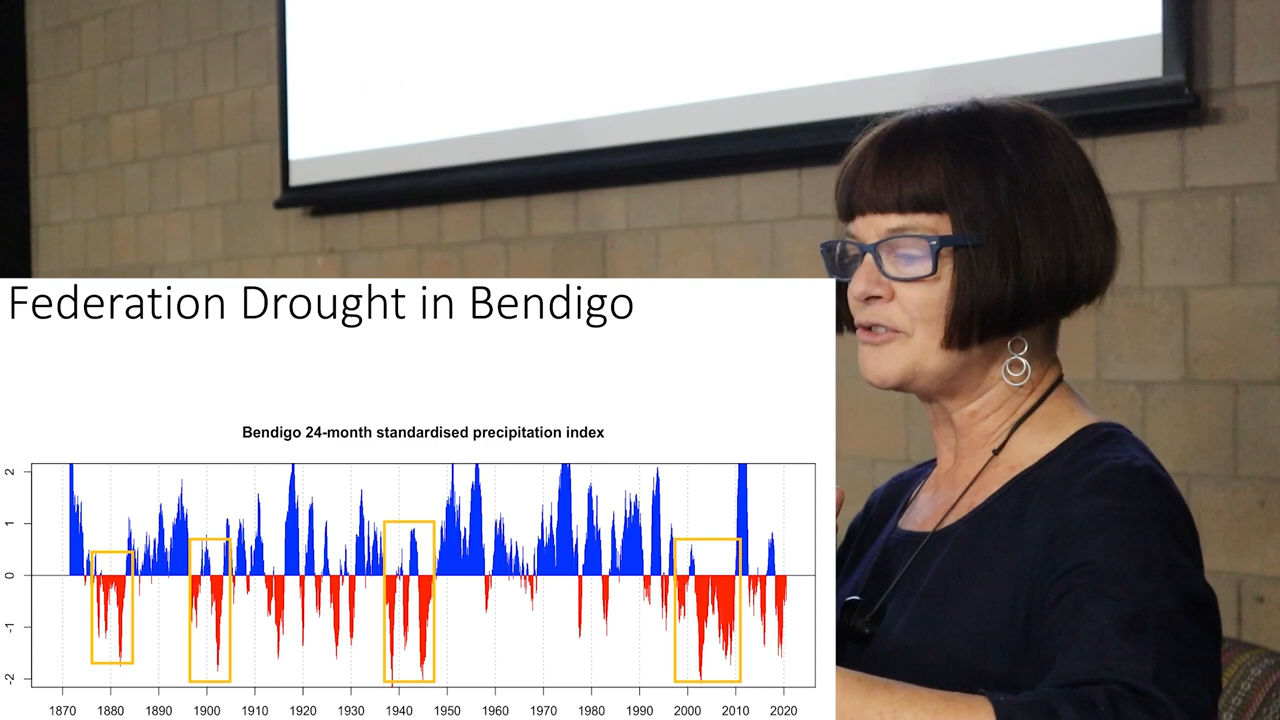 Federation Drought in Bendigo
Bendigo 24-month standardised precipitation index
2
1
0
-1
-2
1870 1880 1890 1900 1910 1920 1930 1940 1950 1960 1970 1980 1990 2000 2010 2020